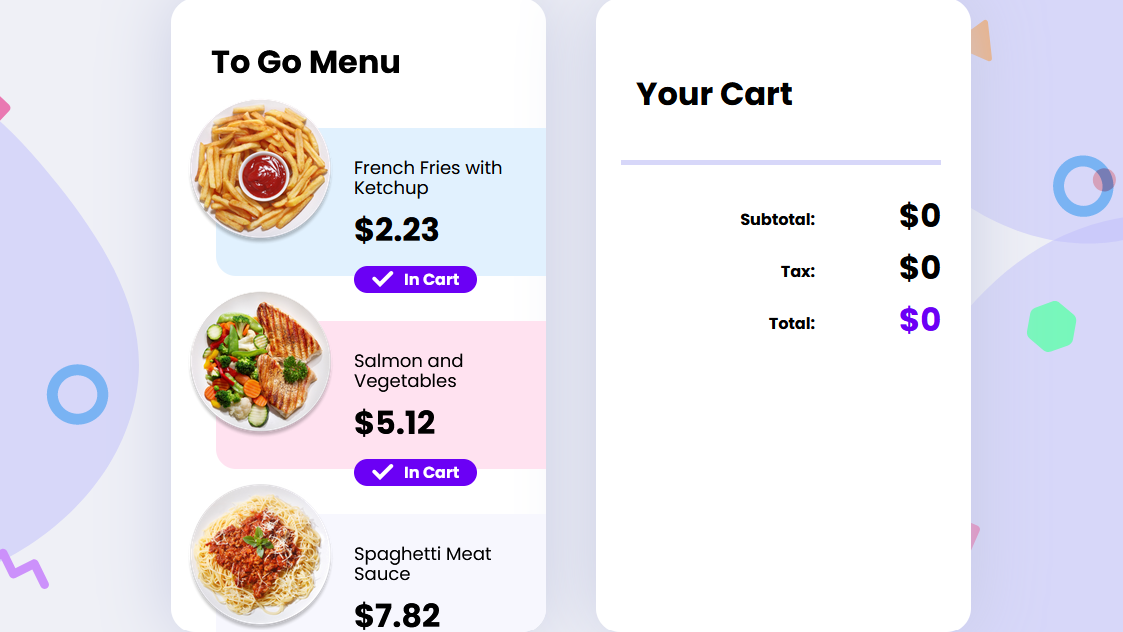 To Go Menu
French Fries with
Ketchup
$2.23
In Cart
Salmon and
Vegetables
$5.12
In Cart
Spaghetti Meat
Sauce
$7.82
Your Cart
Subtotal: $0
Tax: $0
Total: $0